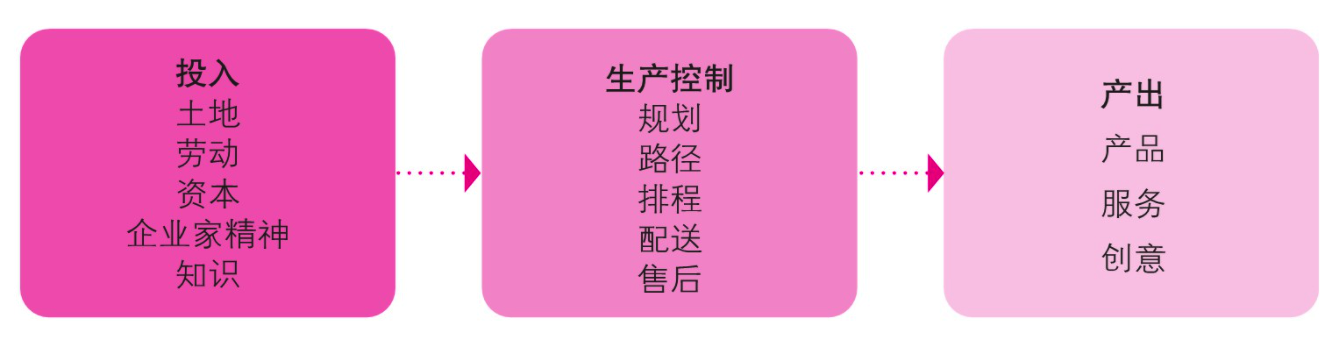 投入
土地
劳动
资本
企业家精神
知识
生产控制
规划
路径
排程
配送
售后
产出
产品
服务
创意